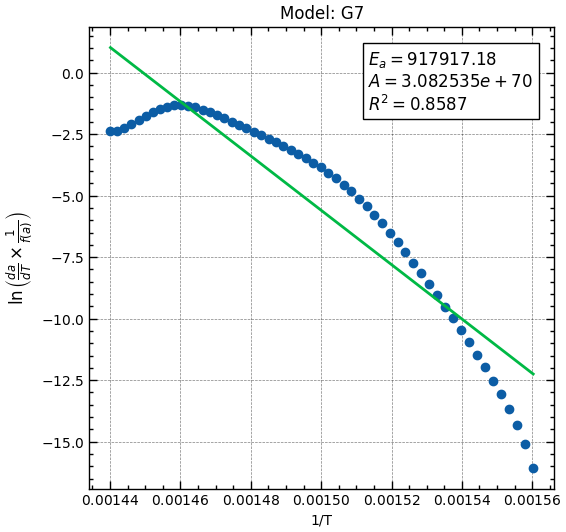 Model: G7
E_a = 917917.18
A = 3.082535e + 70
R^2 = 0.8587
0.0
−2.5
−5.0
−7.5
−10.0
−12.5
−15.0
ln(da/dT × 1/f(a))
0.00144 0.00146 0.00148 0.00150 0.00152 0.00154 0.00156
1/T